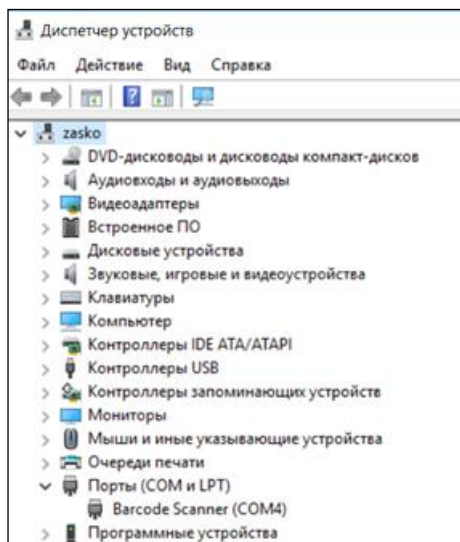 Диспетчер устройств
Файл Действие Вид Справка
zasko
DVD-дисководы и дисководы компакт-дисков
Аудиовходы и аудиовыходы
Видеоадаптеры
Встроенное ПО
Дисковые устройства
Звуковые, игровые и видеоустройства
Клавиатуры
Компьютер
Контроллеры IDE ATA/ATAPI
Контроллеры USB
Контроллеры запоминающих устройств
Мониторы
Мыши и иные указывающие устройства
Очереди печати
Порты (COM и LPT)
Barcode Scanner (COM4)
Программные устройства